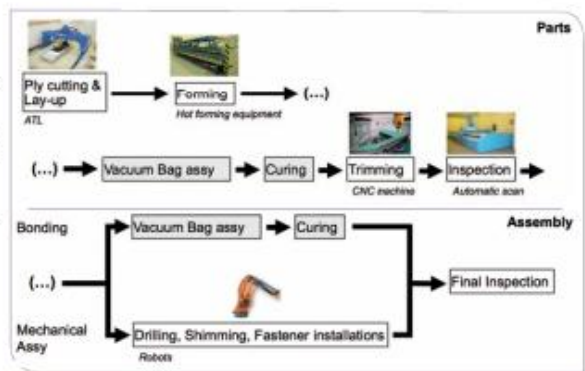 Parts
Ply cutting &
Lay-up
ATL
Forming
Hot forming equipment
(...)
(...)
Vacuum Bag assy
Curing
Trimming
CNC machine
Inspection
Automatic scan
Assembly
Bonding
Vacuum Bag assy
Curing
(...)
Final Inspection
Mechanical
Assy
Drilling, Shimming, Fastener installations
Robots